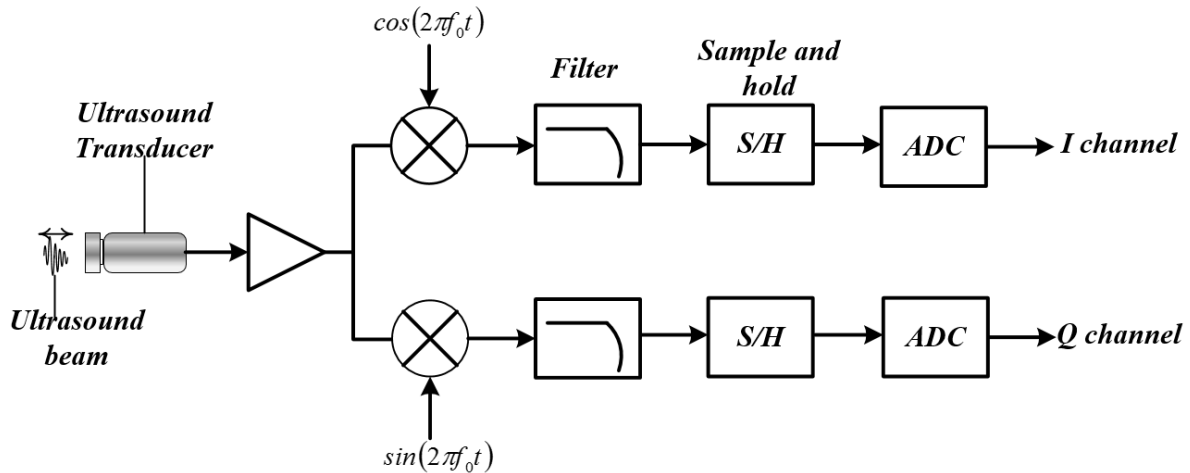 cos(2πf₀t)
Sample and
hold
Filter
Ultrasound
Transducer
S/H
ADC
I channel
Ultrasound
beam
S/H
ADC
Q channel
sin(2πf₀t)